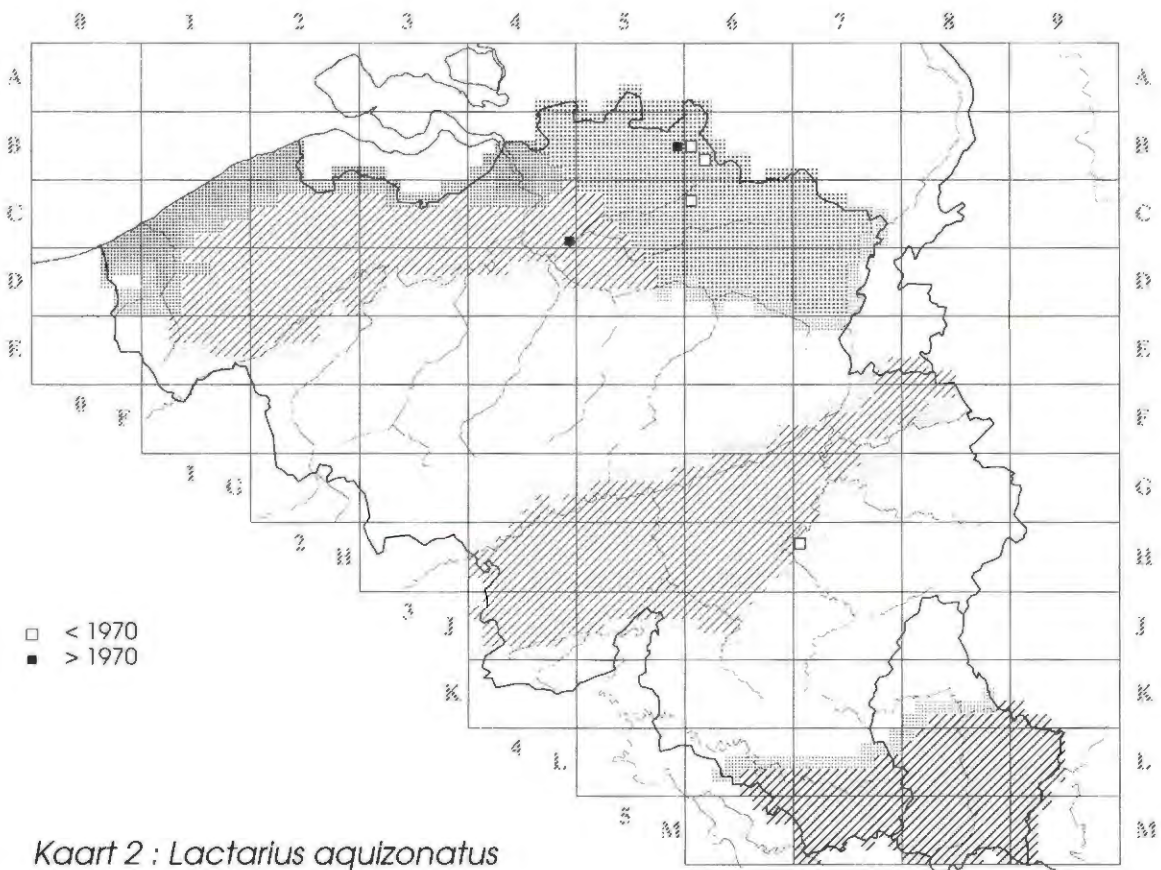 0 1 2 3 4 5 6 7 8 9
A A
B B
C C
D D
E E
0 F F
1 G G
2 H H
3 J J
K K
4 L L
5 M M
□ < 1970
■ > 1970
Kaart 2 : Lactarius aquizonatus